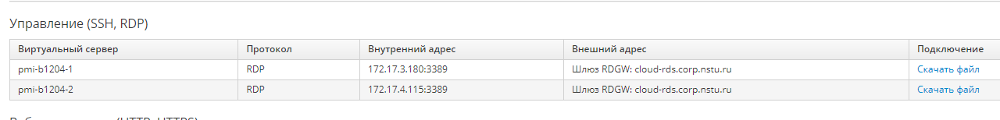 Управление (SSH, RDP)
Виртуальный сервер Протокол Внутренний адрес Внешний адрес Подключение
pmi-b1204-1 RDP 172.17.3.180:3389 Шлюз RDGW: cloud-rds.corp.nstu.ru Скачать файл
pmi-b1204-2 RDP 172.17.4.115:3389 Шлюз RDGW: cloud-rds.corp.nstu.ru Скачать файл
(HTTP, HTTPS)